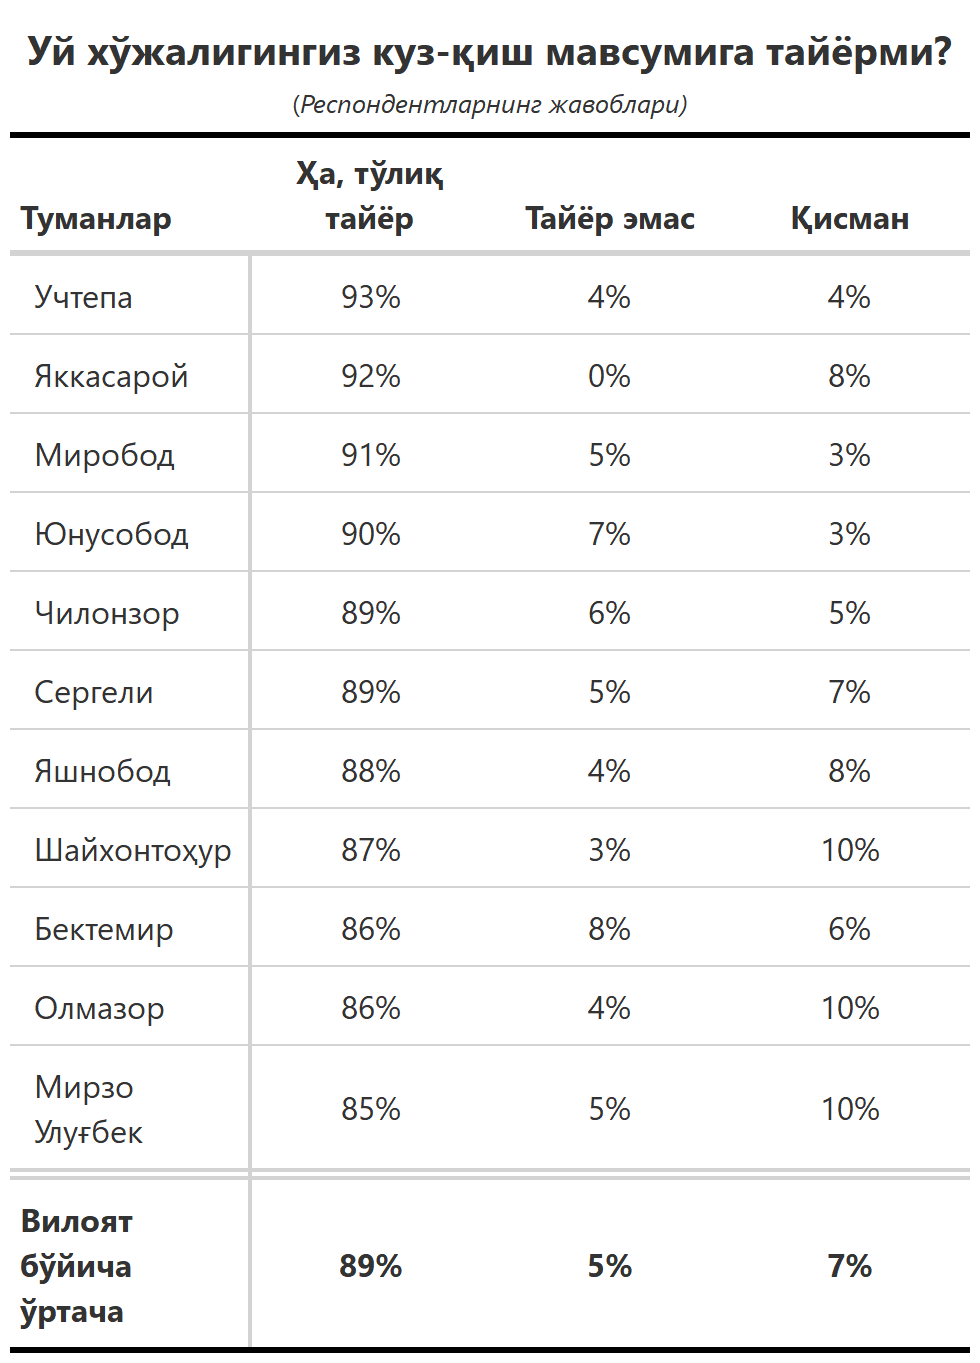 Уй хўжалигингиз куз-қиш мавсумига тайёрми?
(Респондентларнинг жавоблари)
Туманлар Ҳа, тўлиқ тайёр Тайёр эмас Қисман
Учтепа 93% 4% 4%
Яккасарой 92% 0% 8%
Миробод 91% 5% 3%
Юнусобод 90% 7% 3%
Чилонзор 89% 6% 5%
Сергели 89% 5% 7%
Яшнобод 88% 4% 8%
Шайхонтоҳур 87% 3% 10%
Бектемир 86% 8% 6%
Олмазор 86% 4% 10%
Мирзо Улуғбек 85% 5% 10%
Вилоят бўйича ўртача 89% 5% 7%